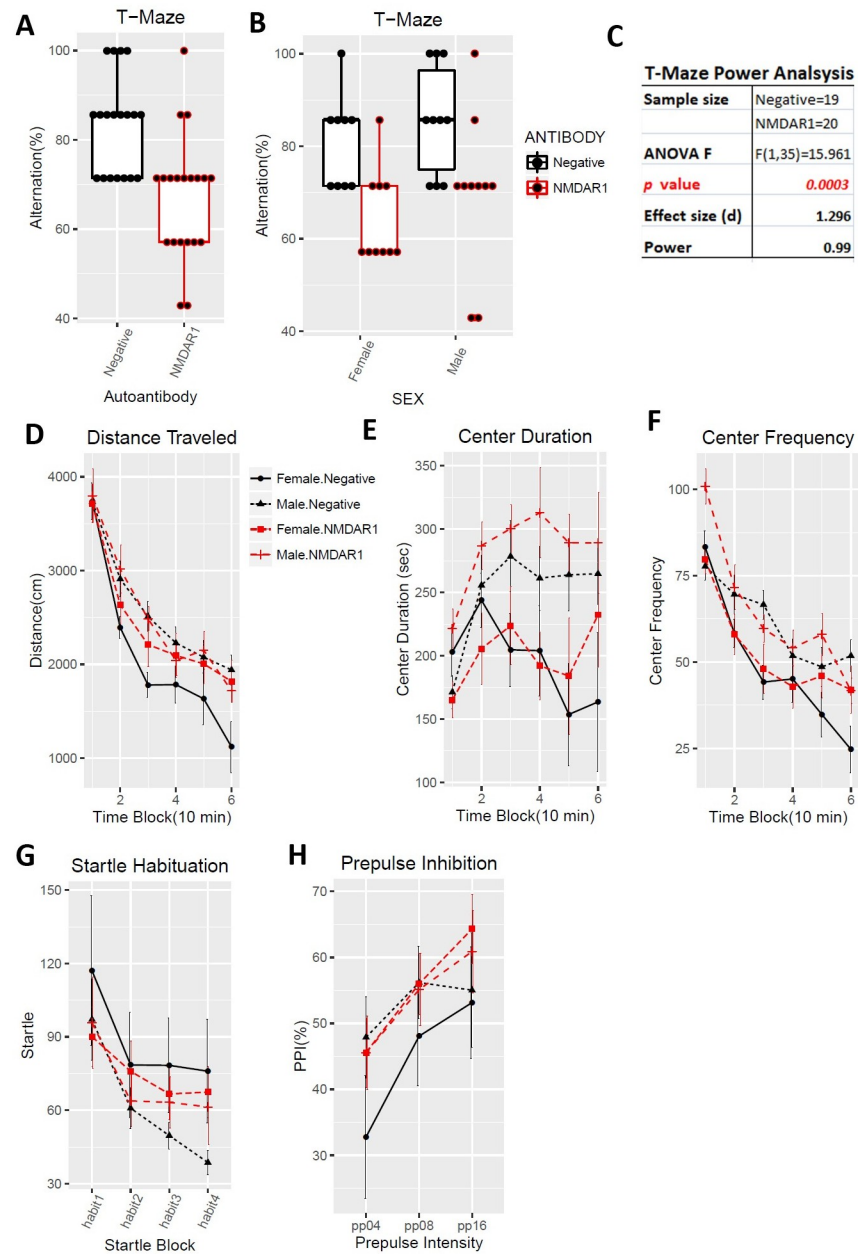 A
T−Maze
Alternation(%)
100
80
60
40
Negative
NMDAR1
Autoantibody
B
T−Maze
Alternation(%)
100
80
60
40
Female
Male
SEX
ANTIBODY
Negative
NMDAR1
C
T-Maze Power Analsysis
Sample size Negative=19
NMDAR1=20
ANOVA F F(1,35)=15.961
p value 0.0003
Effect size (d) 1.296
Power 0.99
D
Distance Traveled
Distance(cm)
4000
3000
2000
1000
2 4 6
Time Block(10 min)
Female.Negative
Male.Negative
Female.NMDAR1
Male.NMDAR1
E
Center Duration
Center Duration (sec)
350
300
250
200
150
100
2 4 6
Time Block(10 min)
F
Center Frequency
Center Frequency
100
75
50
25
2 4 6
Time Block(10 min)
G
Startle Habituation
Startle
150
120
90
60
30
habit1
habit2
habit3
habit4
Startle Block
H
Prepulse Inhibition
PPI(%)
70
60
50
40
30
pp04 pp08 pp16
Prepulse Intensity